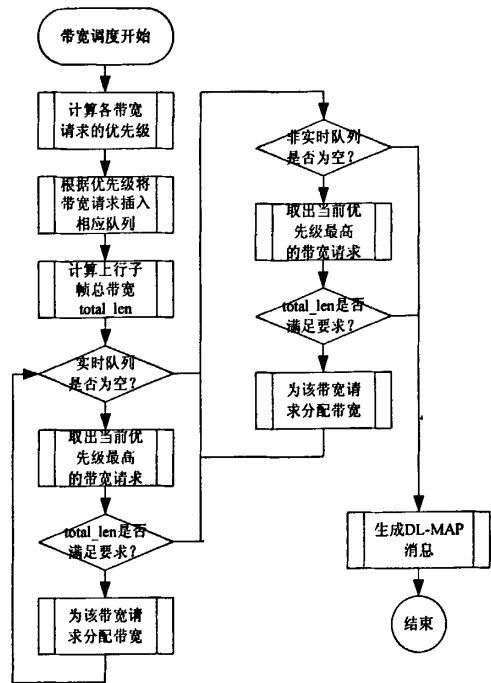 带宽调度开始
计算各带宽
请求的优先级
根据优先级将
带宽请求插入
相应队列
计算上行子
帧总带宽
total_len
实时队列
是否为空?
取出当前优
先级最高
的带宽请求
total_len是否
满足要求?
为该带宽请
求分配带宽
非实时队列
是否为空?
取出当前优
先级最高
的带宽请求
total_len是否
满足要求?
为该带宽请
求分配带宽
生成DL-MAP
消息
结束